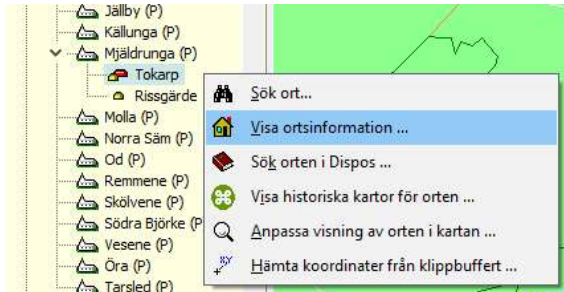 Jällby (P)
Källunga (P)
Mjäldrunga (P)
Tokarp
Rissgärde
Molla (P)
Norra Säm (P)
Od (P)
Remmene (P)
Skölvene (P)
Södra Björke (P
Vesene (P)
Öra (P)
Tarsled (P)
Sök ort...
Visa ortsinformation ...
Sök orten i Dispos ...
Visa historiska kartor för orten ...
Anpassa visning av orten i kartan ...
X,Y
Hämta koordinater från klippbuffert ...